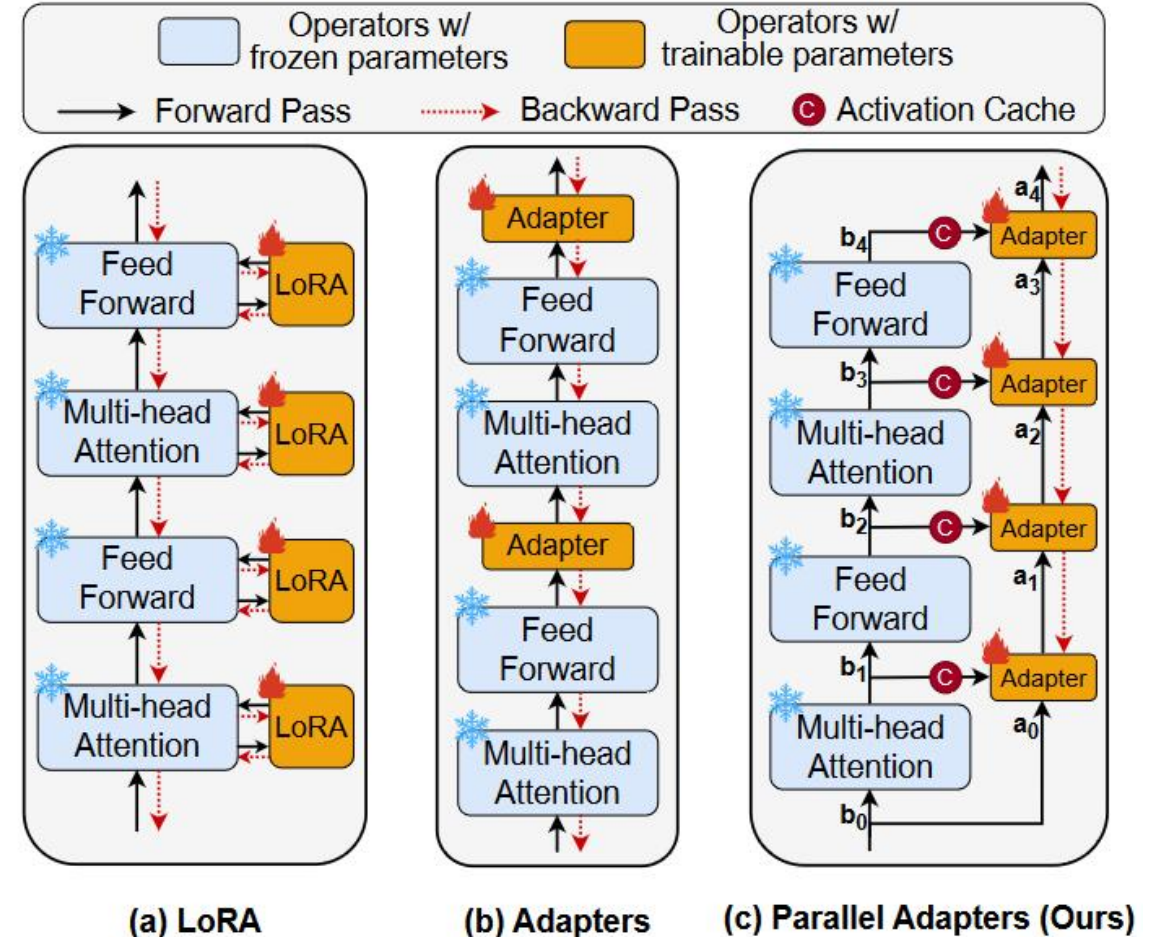 Operators w/
frozen parameters
Operators w/
trainable parameters
Forward Pass
Backward Pass
C Activation Cache
Feed
Forward
LoRA
Multi-head
Attention
LoRA
Feed
Forward
LoRA
Multi-head
Attention
LoRA
(a) LoRA
Adapter
Feed
Forward
Multi-head
Attention
Adapter
Feed
Forward
Multi-head
Attention
(b) Adapters
a4
b4
C
Adapter
Feed
Forward
a3
b3
C
Adapter
Multi-head
Attention
a2
b2
C
Adapter
Feed
Forward
a1
b1
C
Adapter
Multi-head
Attention
a0
b0
(c) Parallel Adapters (Ours)